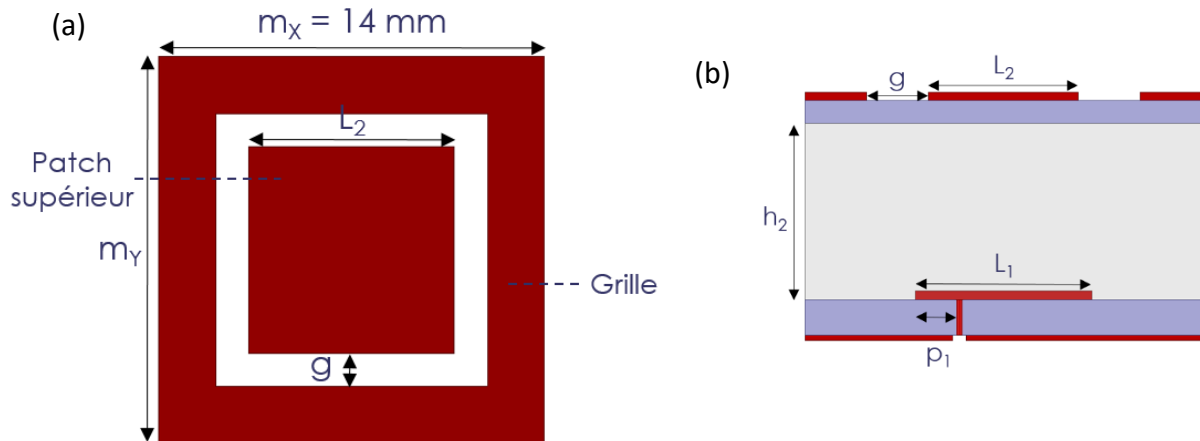 (a)
mX = 14 mm
L2
Patch
supérieur
mY
Grille
g
(b)
g
L2
h2
L1
p1